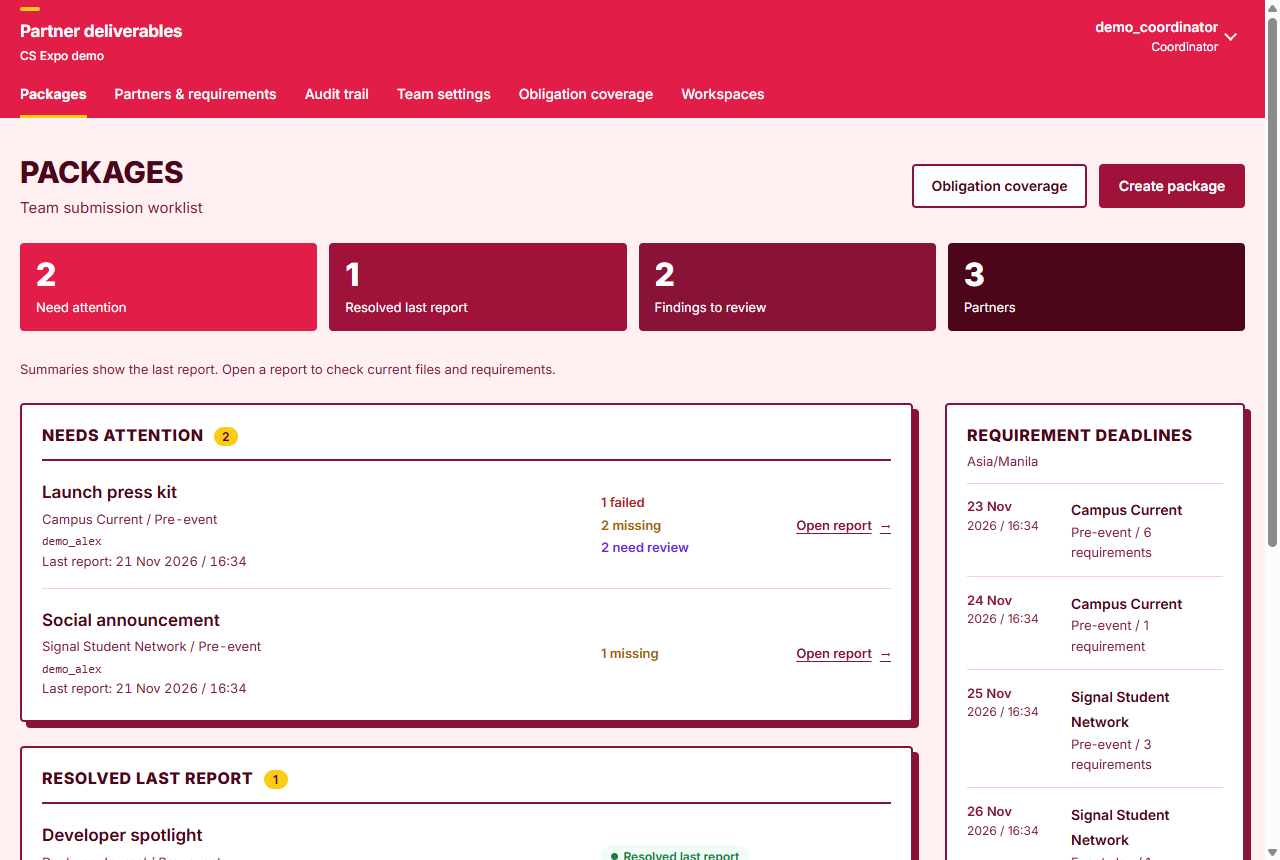 Partner deliverables
CS Expo demo
demo_coordinator
Coordinator
Packages
Partners & requirements
Audit trail
Team settings
Obligation coverage
Workspaces
PACKAGES
Team submission worklist
Obligation coverage
Create package
2
Need attention
1
Resolved last report
2
Findings to review
3
Partners
Summaries show the last report. Open a report to check current files and requirements.
NEEDS ATTENTION 2
Launch press kit
Campus Current / Pre-event
demo_alex
Last report: 21 Nov 2026 / 16:34
1 failed
2 missing
2 need review
Open report →
Social announcement
Signal Student Network / Pre-event
demo_alex
Last report: 21 Nov 2026 / 16:34
1 missing
Open report →
RESOLVED LAST REPORT 1
Developer spotlight
Resolved last report
REQUIREMENT DEADLINES
Asia/Manila
23 Nov
2026 / 16:34
Campus Current
Pre-event / 6
requirements
24 Nov
2026 / 16:34
Campus Current
Pre-event / 1
requirement
25 Nov
2026 / 16:34
Signal Student
Network
Pre-event / 3
requirements
26 Nov
2026 / 16:34
Signal Student
Network